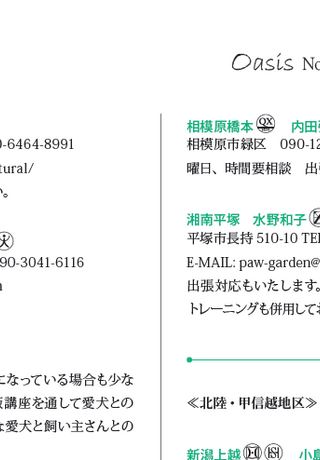 Oasis No
0-6464-8991
tural/
い。
90-3041-6116
m
になっている場合も少な
坂講座を通して愛犬との
な愛犬と飼い主さんとの
相模原橋本 QX 内田
相模原市緑区 090-12
曜日、時間要相談 出
湘南平塚 水野和子
平塚市長持 510-10 TE
E-MAIL: paw-garden@
出張対応もいたします。
トレーニングも併用して
≪北陸・甲信越地区≫
新潟上越 小島